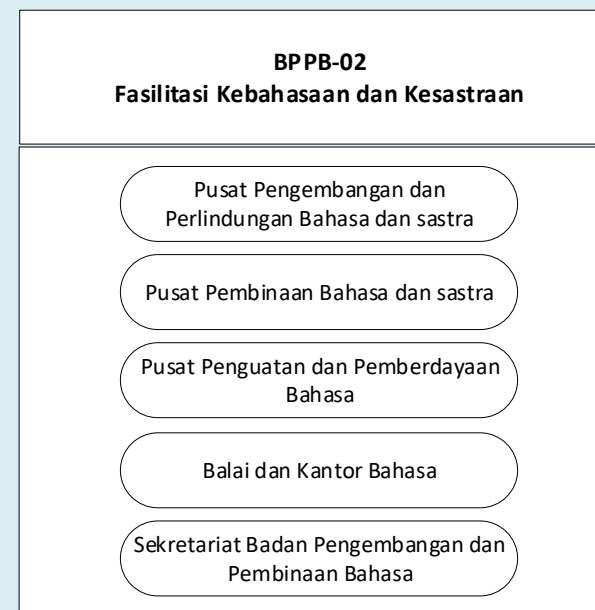 BPPB-02
Fasilitasi Kebahasaan dan Kesastraan
Pusat Pengembangan dan
Perlindungan Bahasa dan sastra
Pusat Pembinaan Bahasa dan sastra
Pusat Penguatan dan Pemberdayaan
Bahasa
Balai dan Kantor Bahasa
Sekretariat Badan Pengembangan dan
Pembinaan Bahasa